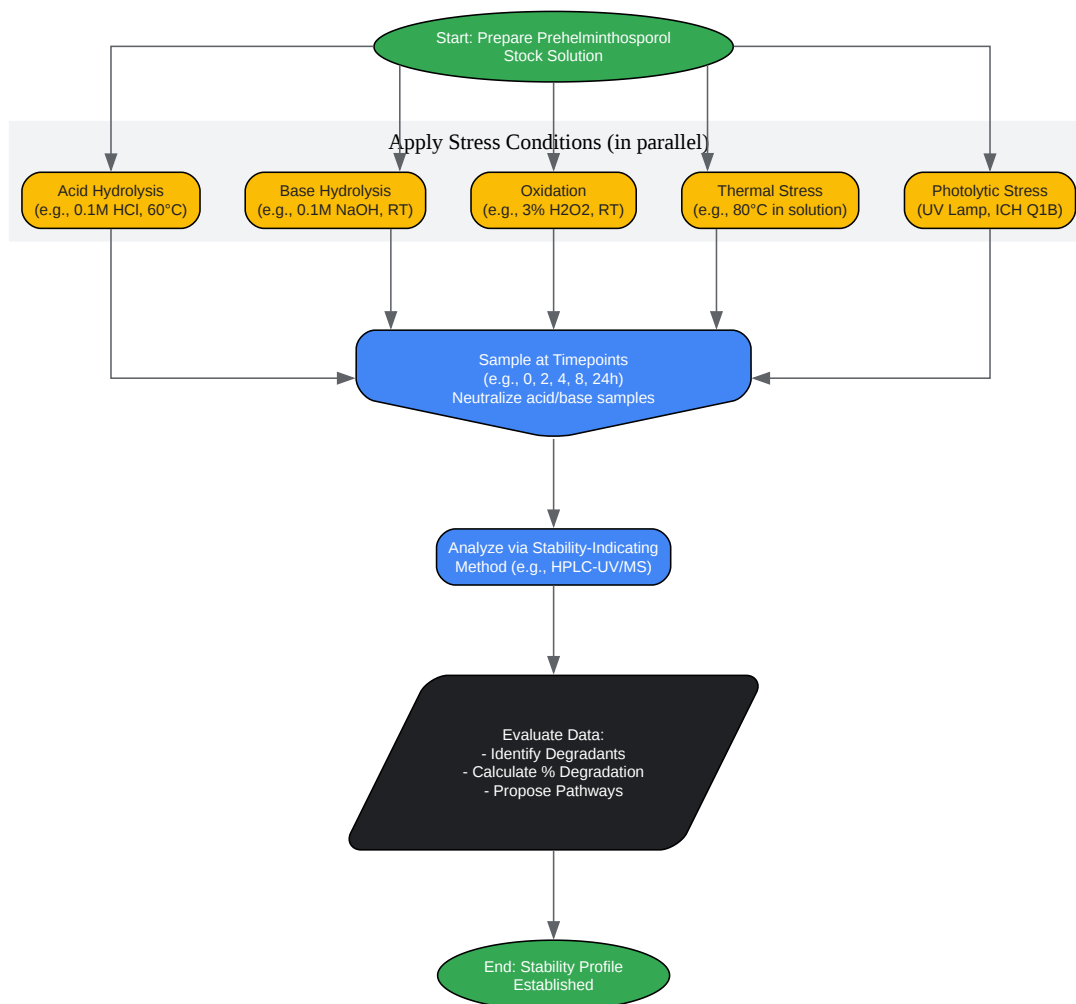 Start: Prepare Prehelminthosporol
Stock Solution
Apply Stress Conditions (in parallel)
Acid Hydrolysis
(e.g., 0.1M HCl, 60°C)
Base Hydrolysis
(e.g., 0.1M NaOH, RT)
Oxidation
(e.g., 3% H2O2, RT)
Thermal Stress
(e.g., 80°C in solution)
Photolytic Stress
(UV Lamp, ICH Q1B)
Sample at Timepoints
(e.g., 0, 2, 4, 8, 24h)
Neutralize acid/base samples
Analyze via Stability-Indicating
Method (e.g., HPLC-UV/MS)
Evaluate Data:
- Identify Degradants
- Calculate % Degradation
- Propose Pathways
End: Stability Profile
Established